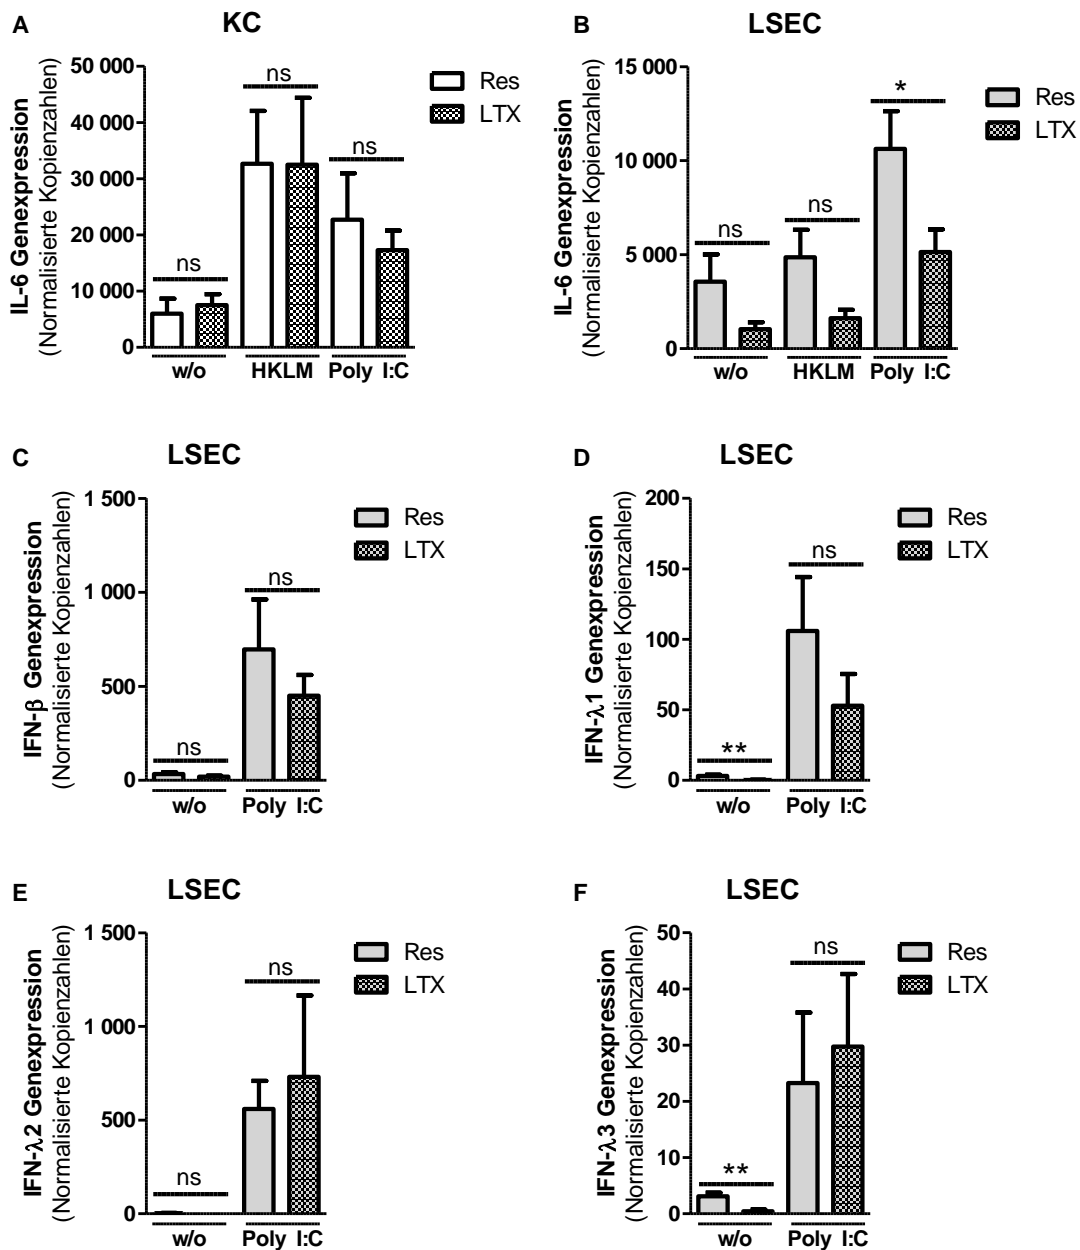 A
KC
IL-6 Genexpression
(Normalisierte Kopienzahlen)
50 000
40 000
30 000
20 000
10 000
0
ns
ns
ns
w/o
HKLM
Poly I:C
Res
LTX
B
LSEC
IL-6 Genexpression
(Normalisierte Kopienzahlen)
15 000
10 000
5 000
0
ns
ns
*
w/o
HKLM
Poly I:C
Res
LTX
C
LSEC
IFN-β Genexpression
(Normalisierte Kopienzahlen)
1 500
1 000
500
0
ns
ns
w/o
Poly I:C
Res
LTX
D
LSEC
IFN-λ1 Genexpression
(Normalisierte Kopienzahlen)
200
150
100
50
0
**
ns
w/o
Poly I:C
Res
LTX
E
LSEC
IFN-λ2 Genexpression
(Normalisierte Kopienzahlen)
1 500
1 000
500
0
ns
ns
w/o
Poly I:C
Res
LTX
F
LSEC
IFN-λ3 Genexpression
(Normalisierte Kopienzahlen)
50
40
30
20
10
0
**
ns
w/o
Poly I:C
Res
LTX